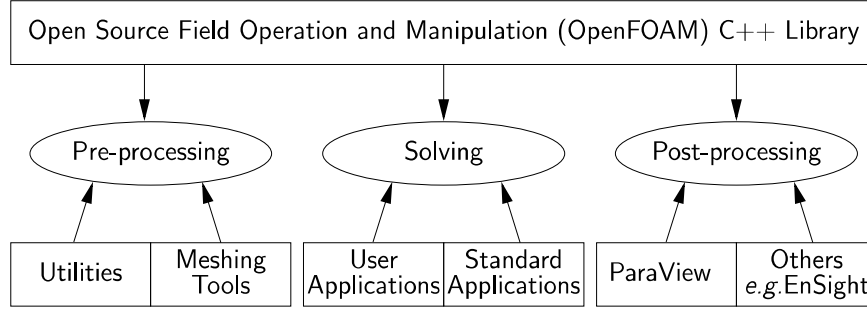 Open Source Field Operation and Manipulation (OpenFOAM) C++ Library
Pre-processing
Solving
Post-processing
Utilities
Meshing
Tools
User
Applications
Standard
Applications
ParaView
Others
e.g.EnSight